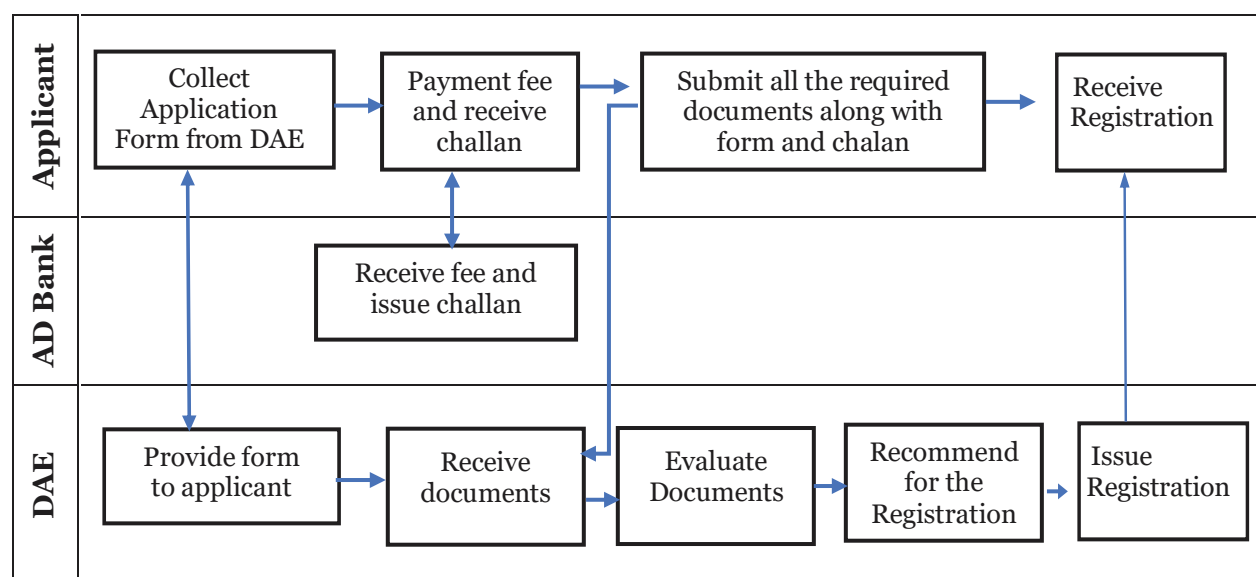 Applicant
Collect
Application
Form from DAE
Payment fee
and receive
challan
Submit all the required
documents along with
form and chalan
Receive
Registration
AD Bank
Receive fee and
issue challan
DAE
Provide form
to applicant
Receive
documents
Evaluate
Documents
Recommend
for the
Registration
Issue
Registration